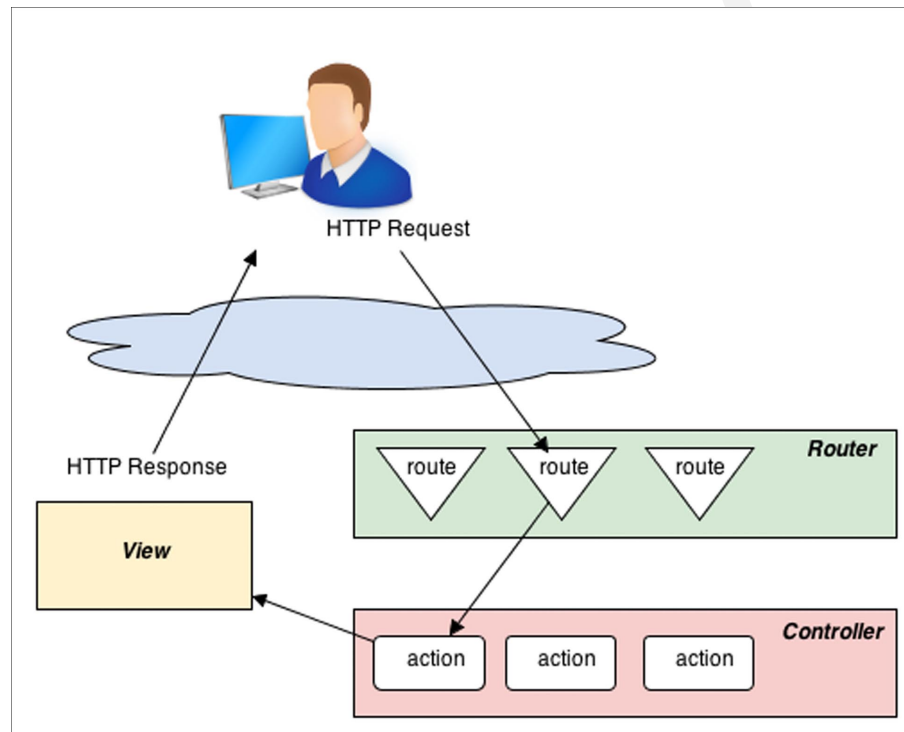 HTTP Request
HTTP Response
Router
route
route
route
View
Controller
action
action
action